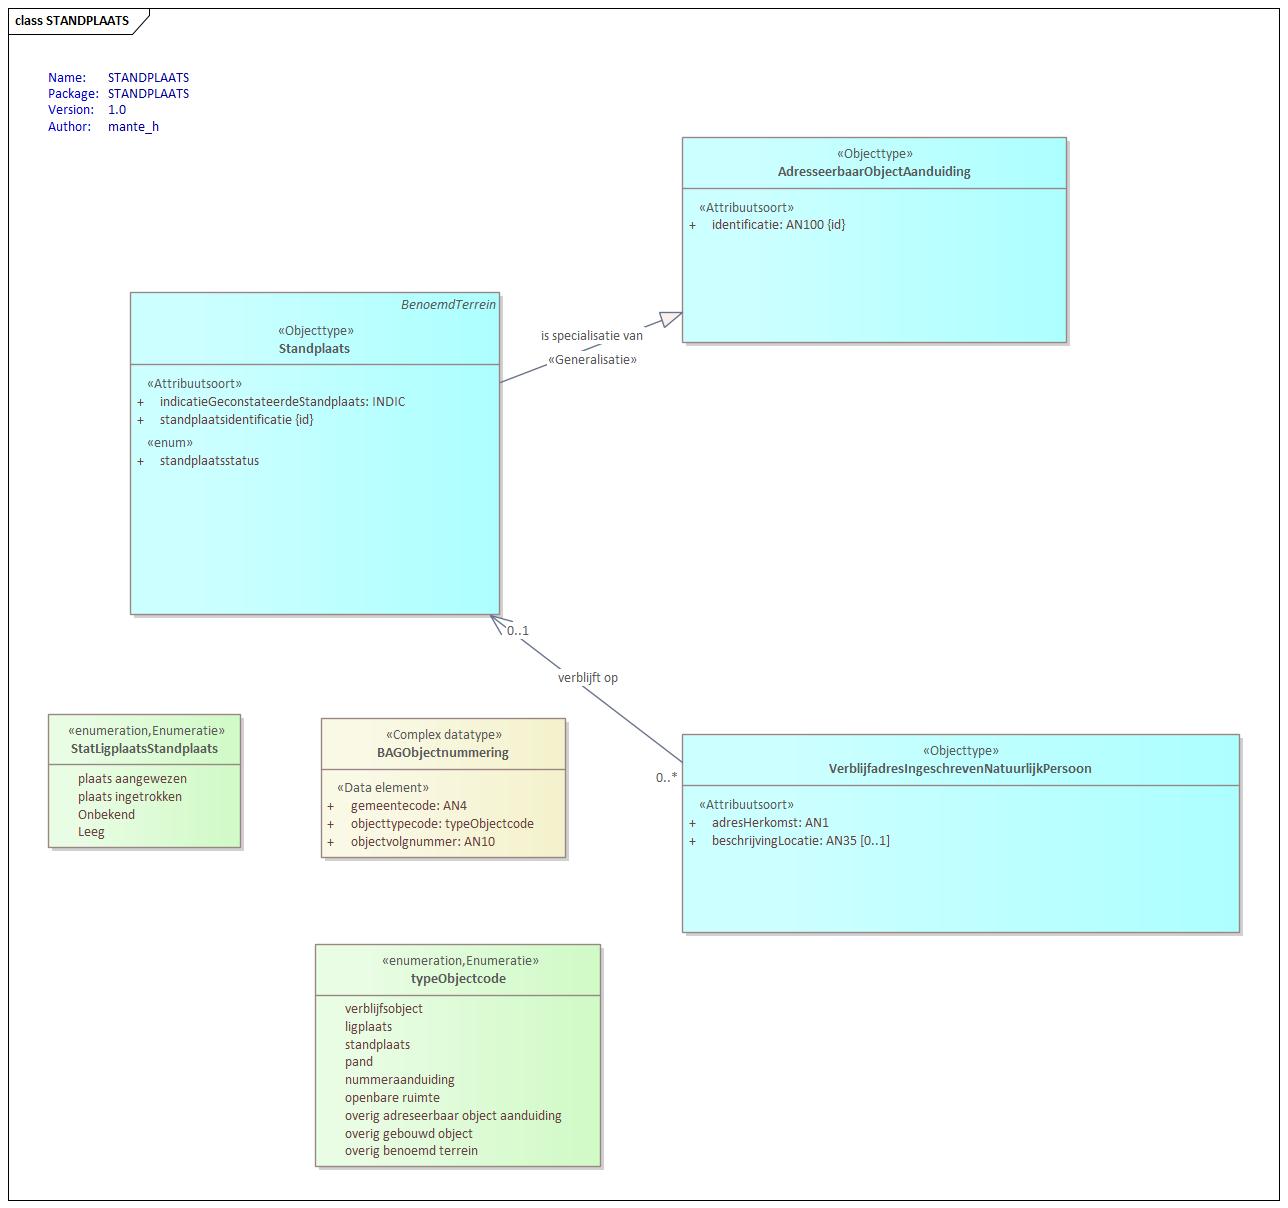 class STANDPLAATS
Name: STANDPLAATS
Package: STANDPLAATS
Version: 1.0
Author: mante_h
«Objecttype»
AdresseerbaarObjectAanduiding
«Attribuutsoort»
+ identificatie: AN100 {id}
BenoemdTerrein
«Objecttype»
Standplaats
«Attribuutsoort»
+ indicatieGeconstateerdeStandplaats: INDIC
+ standplaatsidentificatie {id}
«enum»
+ standplaatsstatus
is specialisatie van
«Generalisatie»
0..1
verblijft op
0..*
«enumeration,Enumeratie»
StatLigplaatsStandplaats
plaats aangewezen
plaats ingetrokken
Onbekend
Leeg
«Complex datatype»
BAGObjectnummering
«Data element»
+ gemeentecode: AN4
+ objecttypecode: typeObjectcode
+ objectvolgnummer: AN10
«Objecttype»
VerblijfadresIngeschrevenNatuurlijkPersoon
«Attribuutsoort»
+ adresHerkomst: AN1
+ beschrijvingLocatie: AN35 [0..1]
«enumeration,Enumeratie»
typeObjectcode
verblijfsobject
ligplaats
standplaats
pand
nummeraanduiding
openbare ruimte
overig adreseerbaar object aanduiding
overig gebouwd object
overig benoemd terrein